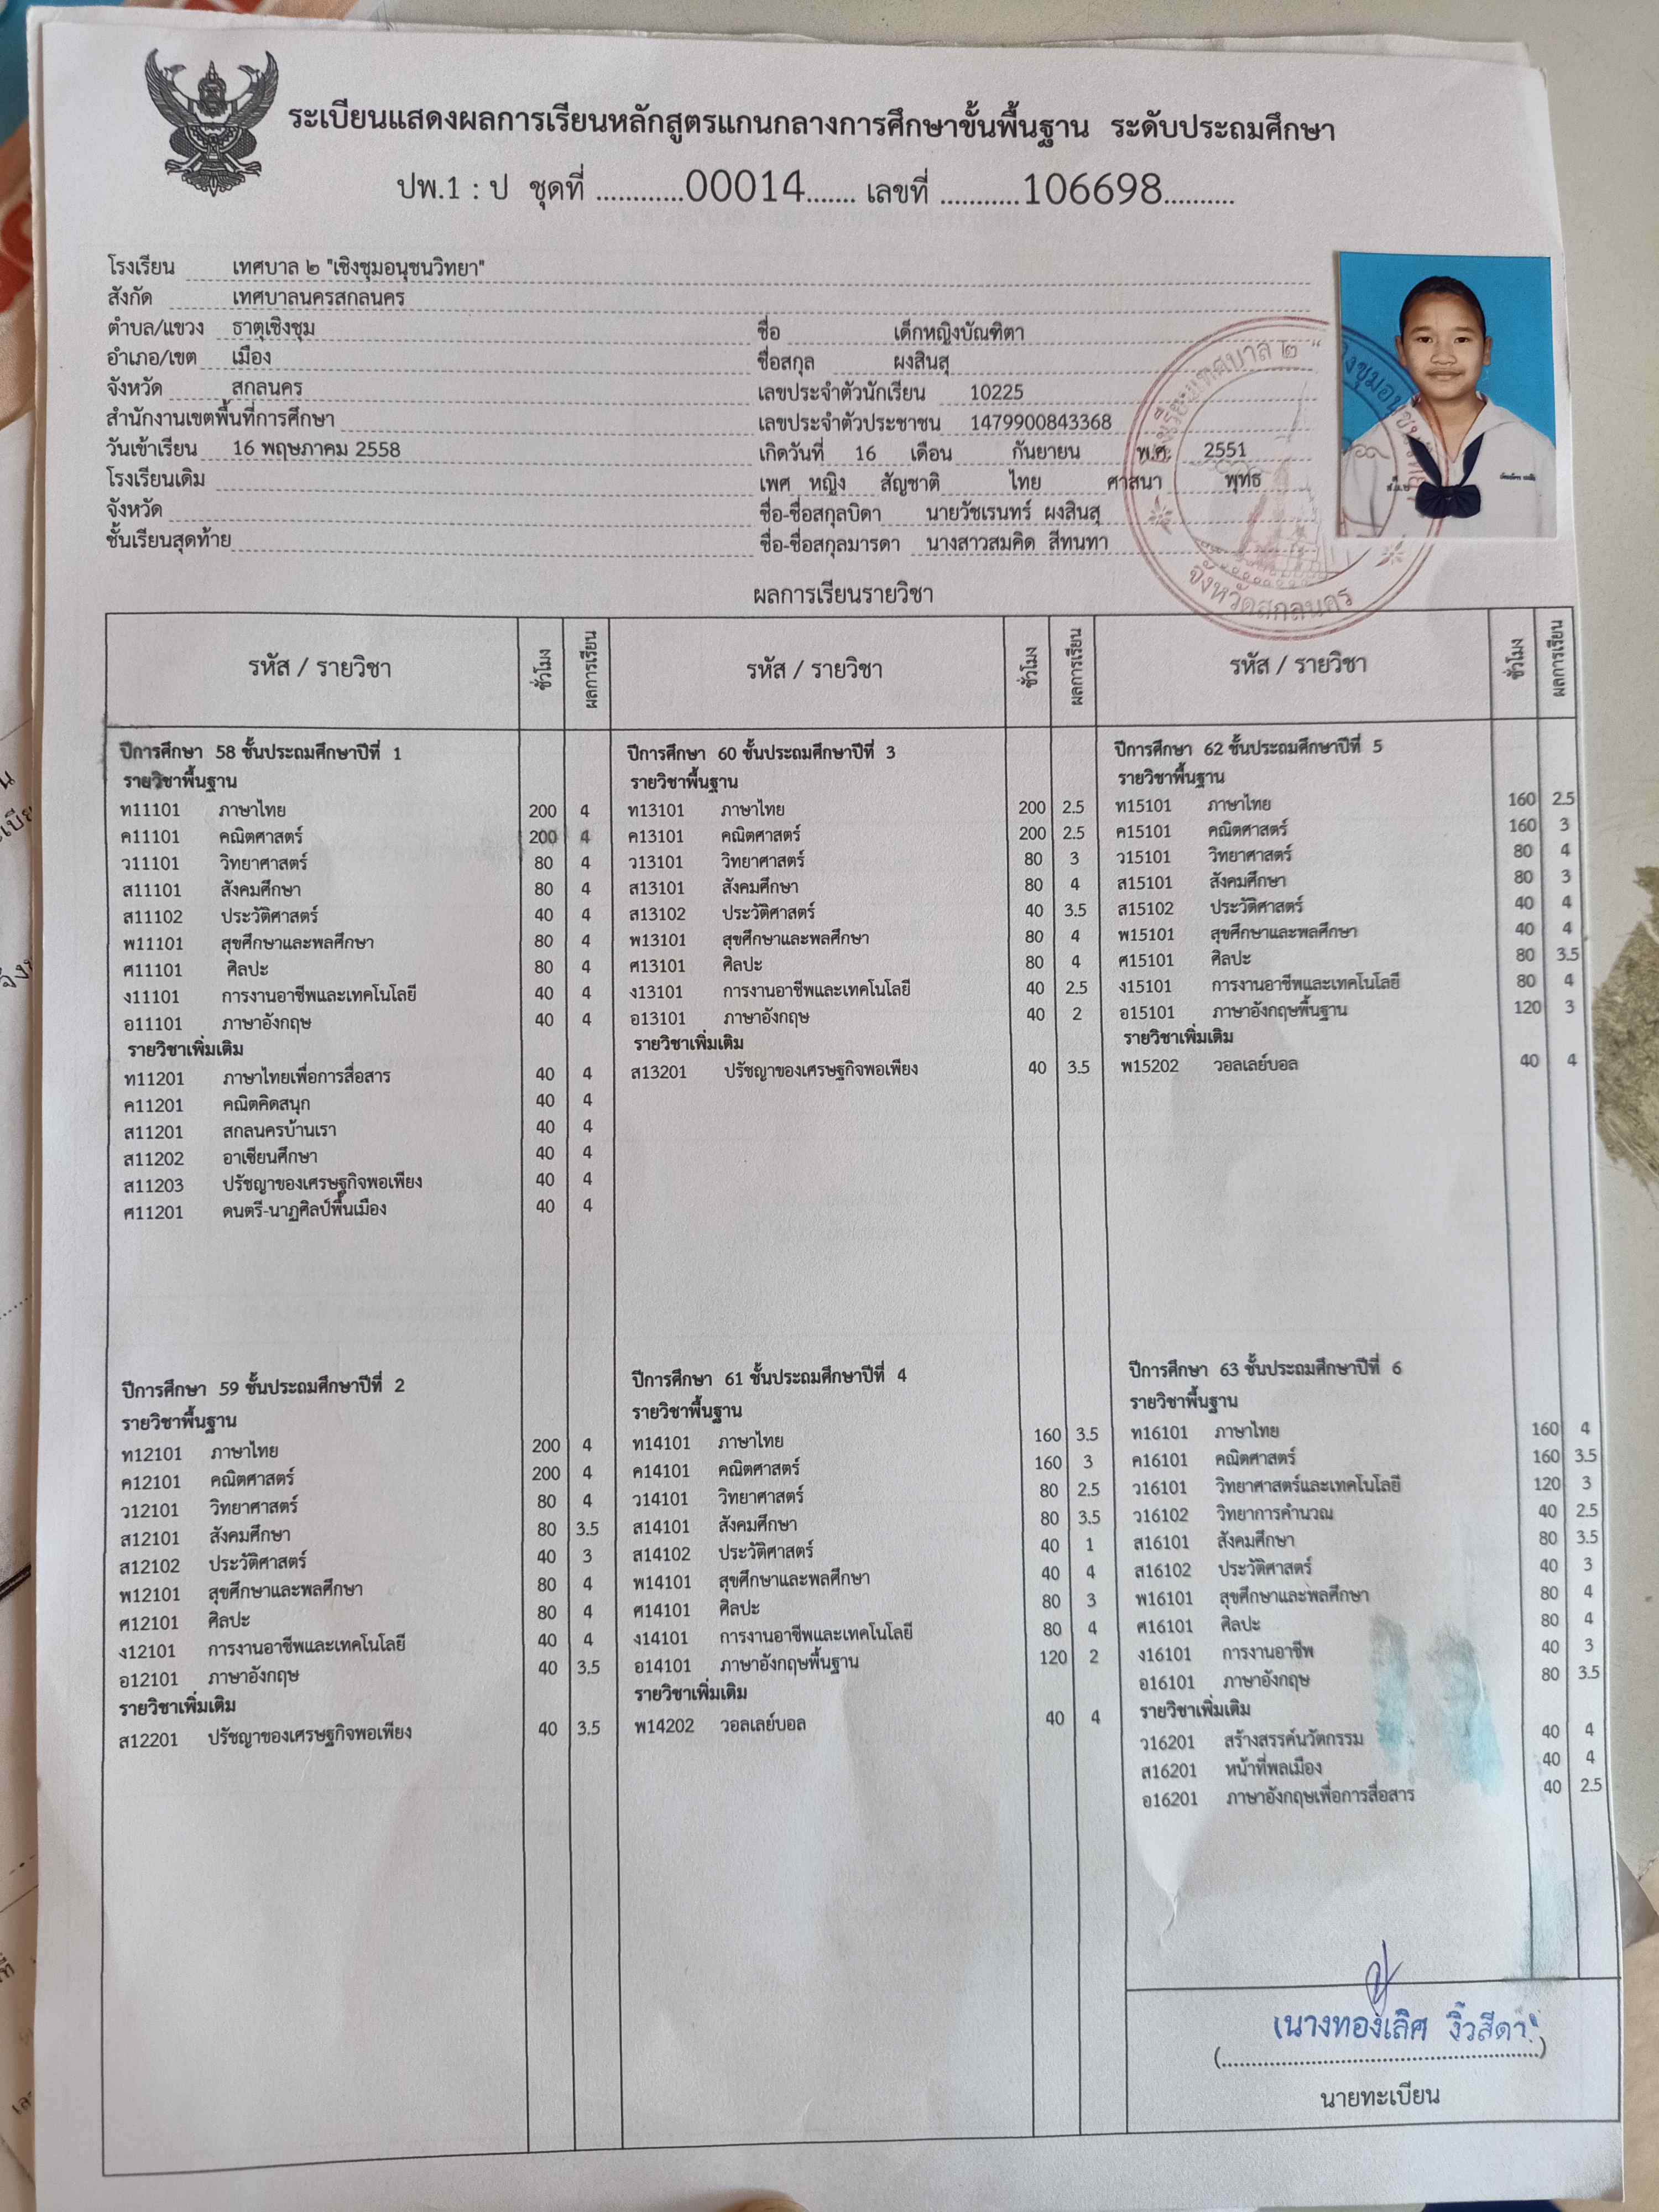 ระเบียนแสดงผลการเรียนหลักสูตรแกนกลางการศึกษาขั้นพื้นฐาน ระดับประถมศึกษา
ปพ.1 : ป ชุดที่ ............00014....... เลขที่ ...........106698..........
โรงเรียน เทศบาล ๒ "เชิงชุมอนุชนวิทยา"
สังกัด เทศบาลนครสกลนคร
ตำบล/แขวง ธาตุเชิงชุม
อำเภอ/เขต เมือง
จังหวัด สกลนคร
สำนักงานเขตพื้นที่การศึกษา
วันเข้าเรียน 16 พฤษภาคม 2558
โรงเรียนเดิม
จังหวัด
ชั้นเรียนสุดท้าย
ชื่อ เด็กหญิงบัณฑิตา
ชื่อสกุล ผงสินสุ
เลขประจำตัวนักเรียน 10225
เลขประจำตัวประชาชน 1479900843368
เกิดวันที่ 16 เดือน กันยายน พ.ศ. 2551
เพศ หญิง สัญชาติ ไทย ศาสนา พุทธ
ชื่อ-ชื่อสกุลบิดา นายวัชเรนทร์ ผงสินสุ
ชื่อ-ชื่อสกุลมารดา นางสาวสมคิด สีทนทา
จังหวัดสกลนคร
ผลการเรียนรายวิชา
รหัส / รายวิชา ชั่วโมง ผลการเรียน รหัส / รายวิชา ชั่วโมง ผลการเรียน รหัส / รายวิชา ชั่วโมง ผลการเรียน
ปีการศึกษา 58 ชั้นประถมศึกษาปีที่ 1
รายวิชาพื้นฐาน
ท11101 ภาษาไทย 200 4
ค11101 คณิตศาสตร์ 200 4
ว11101 วิทยาศาสตร์ 80 4
ส11101 สังคมศึกษา 80 4
ส11102 ประวัติศาสตร์ 40 4
พ11101 สุขศึกษาและพลศึกษา 80 4
ศ11101 ศิลปะ 80 4
ง11101 การงานอาชีพและเทคโนโลยี 40 4
อ11101 ภาษาอังกฤษ 40 4
รายวิชาเพิ่มเติม
ท11201 ภาษาไทยเพื่อการสื่อสาร 40 4
ค11201 คณิตคิดสนุก 40 4
ส11201 สกลนครบ้านเรา 40 4
ส11202 อาเซียนศึกษา 40 4
ส11203 ปรัชญาของเศรษฐกิจพอเพียง 40 4
ศ11201 ดนตรี-นาฏศิลป์พื้นเมือง 40 4
ปีการศึกษา 59 ชั้นประถมศึกษาปีที่ 2
รายวิชาพื้นฐาน
ท12101 ภาษาไทย 200 4
ค12101 คณิตศาสตร์ 200 4
ว12101 วิทยาศาสตร์ 80 4
ส12101 สังคมศึกษา 80 3.5
ส12102 ประวัติศาสตร์ 40 3
พ12101 สุขศึกษาและพลศึกษา 80 4
ศ12101 ศิลปะ 80 4
ง12101 การงานอาชีพและเทคโนโลยี 40 4
อ12101 ภาษาอังกฤษ 40 3.5
รายวิชาเพิ่มเติม
ส12201 ปรัชญาของเศรษฐกิจพอเพียง 40 3.5
ปีการศึกษา 60 ชั้นประถมศึกษาปีที่ 3
รายวิชาพื้นฐาน
ท13101 ภาษาไทย 200 2.5
ค13101 คณิตศาสตร์ 200 2.5
ว13101 วิทยาศาสตร์ 80 3
ส13101 สังคมศึกษา 80 4
ส13102 ประวัติศาสตร์ 40 3.5
พ13101 สุขศึกษาและพลศึกษา 80 4
ศ13101 ศิลปะ 80 4
ง13101 การงานอาชีพและเทคโนโลยี 40 2.5
อ13101 ภาษาอังกฤษ 40 2
รายวิชาเพิ่มเติม
ส13201 ปรัชญาของเศรษฐกิจพอเพียง 40 3.5
ปีการศึกษา 61 ชั้นประถมศึกษาปีที่ 4
รายวิชาพื้นฐาน
ท14101 ภาษาไทย 160 3.5
ค14101 คณิตศาสตร์ 160 3
ว14101 วิทยาศาสตร์ 80 2.5
ส14101 สังคมศึกษา 80 3.5
ส14102 ประวัติศาสตร์ 40 1
พ14101 สุขศึกษาและพลศึกษา 40 4
ศ14101 ศิลปะ 80 3
ง14101 การงานอาชีพและเทคโนโลยี 80 4
อ14101 ภาษาอังกฤษพื้นฐาน 120 2
รายวิชาเพิ่มเติม
พ14202 วอลเลย์บอล 40 4
ปีการศึกษา 62 ชั้นประถมศึกษาปีที่ 5
รายวิชาพื้นฐาน
ท15101 ภาษาไทย 160 2.5
ค15101 คณิตศาสตร์ 160 3
ว15101 วิทยาศาสตร์ 80 4
ส15101 สังคมศึกษา 80 3
ส15102 ประวัติศาสตร์ 40 4
พ15101 สุขศึกษาและพลศึกษา 40 4
ศ15101 ศิลปะ 80 3.5
ง15101 การงานอาชีพและเทคโนโลยี 80 4
อ15101 ภาษาอังกฤษพื้นฐาน 120 3
รายวิชาเพิ่มเติม
พ15202 วอลเลย์บอล 40 4
ปีการศึกษา 63 ชั้นประถมศึกษาปีที่ 6
รายวิชาพื้นฐาน
ท16101 ภาษาไทย 160 4
ค16101 คณิตศาสตร์ 160 3.5
ว16101 วิทยาศาสตร์และเทคโนโลยี 120 3
ว16102 วิทยาการคำนวณ 40 2.5
ส16101 สังคมศึกษา 80 3.5
ส16102 ประวัติศาสตร์ 40 3
พ16101 สุขศึกษาและพลศึกษา 80 4
ศ16101 ศิลปะ 80 4
ง16101 การงานอาชีพ 40 3
อ16101 ภาษาอังกฤษ 80 3.5
รายวิชาเพิ่มเติม
ว16201 สร้างสรรค์นวัตกรรม 40 4
ส16201 หน้าที่พลเมือง 40 4
อ16201 ภาษาอังกฤษเพื่อการสื่อสาร 40 2.5
(นางทองเลิศ งิ้วสีดา)
(......................................................)
นายทะเบียน